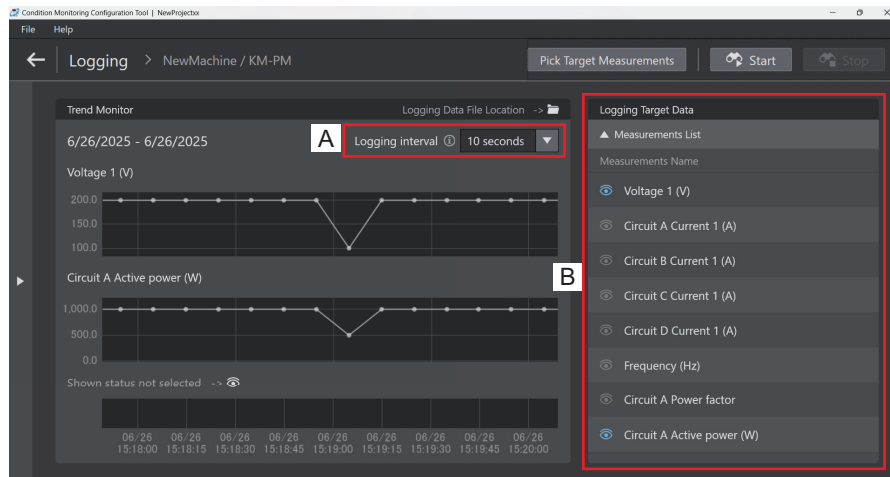 Condition Monitoring Configuration Tool | NewProjectxx
File Help
Logging > NewMachine / KM-PM
Pick Target Measurements
Start
Stop
Trend Monitor
Logging Data File Location ->
6/26/2025 - 6/26/2025
A
Logging interval 10 seconds
Voltage 1 (V)
200.0
150.0
100.0
Circuit A Active power (W)
1,000.0
500.0
0.0
Shown status not selected ->
06/26 06/26 06/26 06/26 06/26 06/26 06/26 06/26 06/26
15:18:00 15:18:15 15:18:30 15:18:45 15:19:00 15:19:15 15:19:30 15:19:45 15:20:00
B
Logging Target Data
Measurements List
Measurements Name
Voltage 1 (V)
Circuit A Current 1 (A)
Circuit B Current 1 (A)
Circuit C Current 1 (A)
Circuit D Current 1 (A)
Frequency (Hz)
Circuit A Power factor
Circuit A Active power (W)